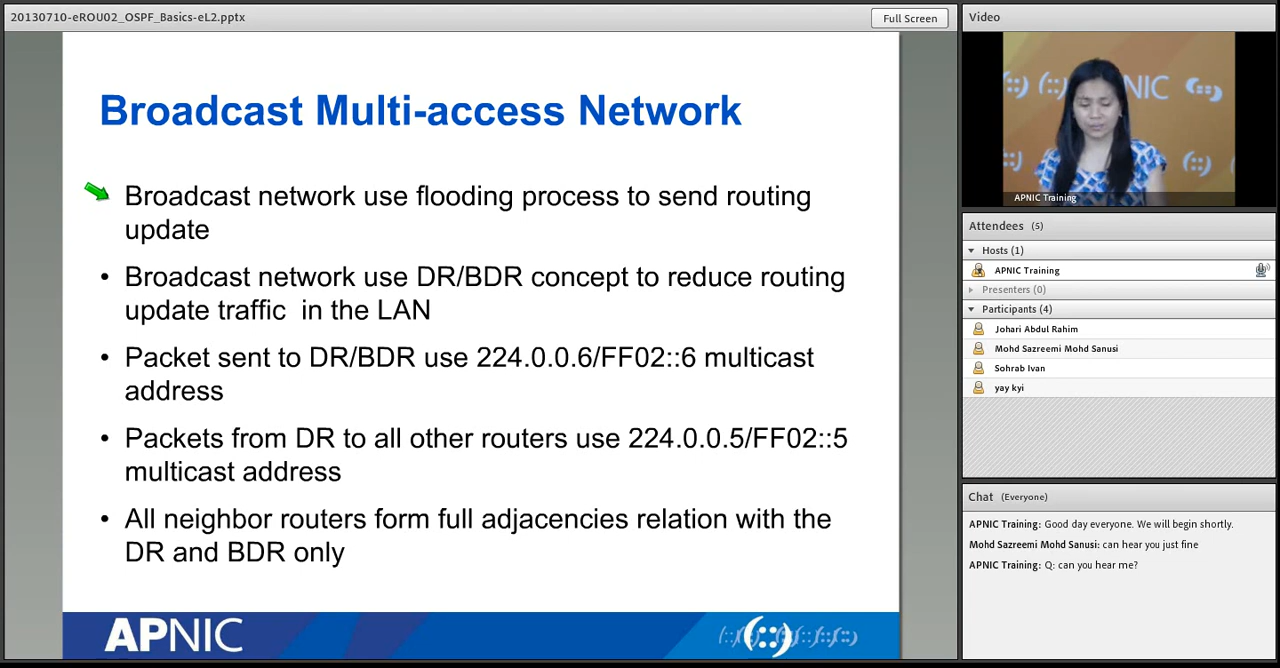 20130710-eROU02_OSPF_Basics-eL2.pptx
Full Screen
Broadcast Multi-access Network
Broadcast network use flooding process to send routing
update
• Broadcast network use DR/BDR concept to reduce routing
update traffic  in the LAN
• Packet sent to DR/BDR use 224.0.0.6/FF02::6 multicast
address
• Packets from DR to all other routers use 224.0.0.5/FF02::5
multicast address
• All neighbor routers form full adjacencies relation with the
DR and BDR only
APNIC
Video
NIC
APNIC Training
Attendees (5)
Hosts (1)
APNIC Training
Presenters (0)
Participants (4)
Johari Abdul Rahim
Mohd Sazreemi Mohd Sanusi
Sohrab Ivan
yay kyi
Chat (Everyone)
APNIC Training: Good day everyone. We will begin shortly.
Mohd Sazreemi Mohd Sanusi: can hear you just fine
APNIC Training: Q: can you hear me?